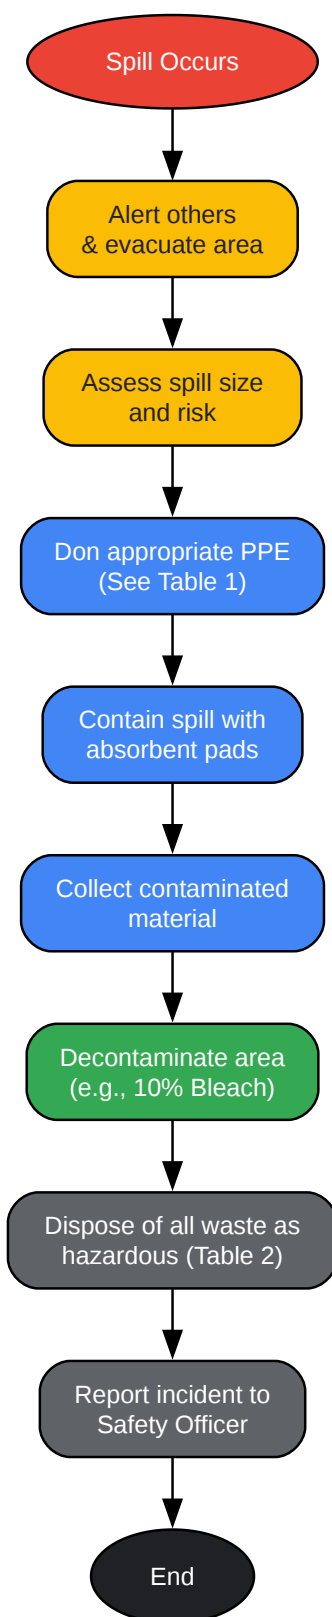 Spill Occurs
Alert others
& evacuate area
Assess spill size
and risk
Don appropriate PPE
(See Table 1)
Contain spill with
absorbent pads
Collect contaminated
material
Decontaminate area
(e.g., 10% Bleach)
Dispose of all waste as
hazardous (Table 2)
Report incident to
Safety Officer
End